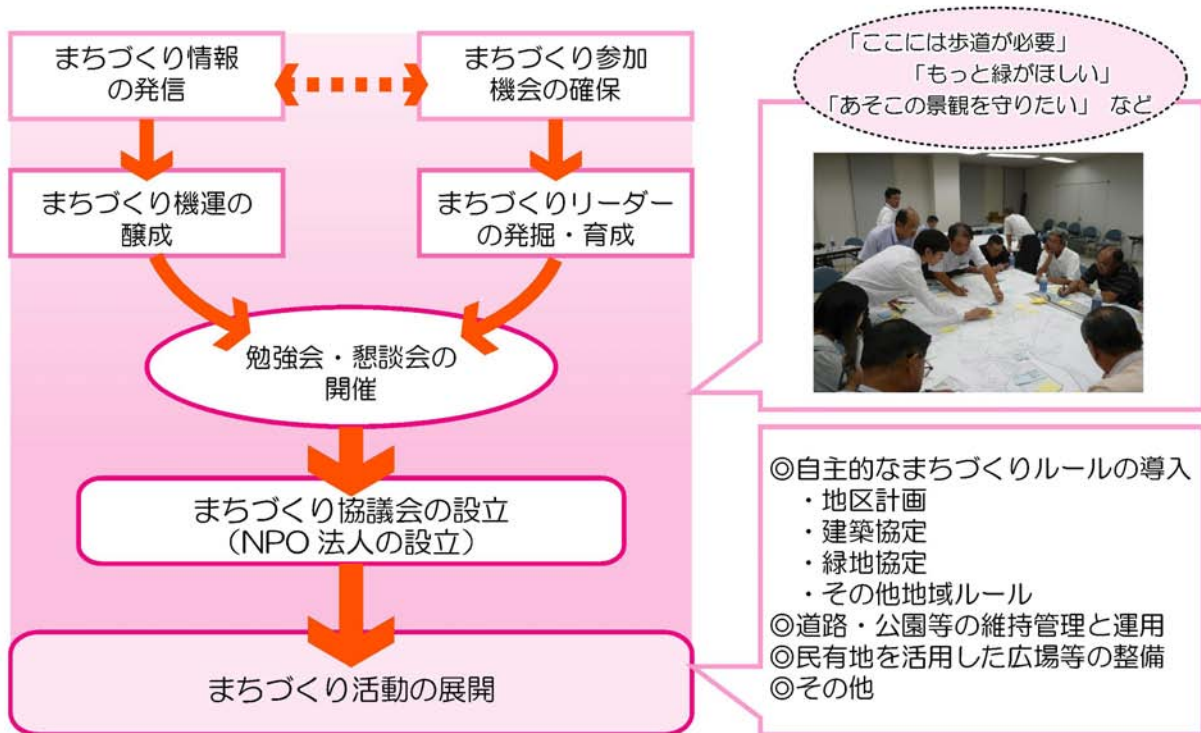 まちづくり情報
の発信
まちづくり参加
機会の確保
まちづくり機運の
醸成
まちづくりリーダー
の発掘・育成
勉強会・懇談会の
開催
まちづくり協議会の設立
（NPO 法人の設立）
まちづくり活動の展開
「ここには歩道が必要」
「もっと緑がほしい」
「あそこの景観を守りたい」 など
◎自主的なまちづくりルールの導入
・地区計画
・建築協定
・緑地協定
・その他地域ルール
◎道路・公園等の維持管理と運用
◎民有地を活用した広場等の整備
◎その他